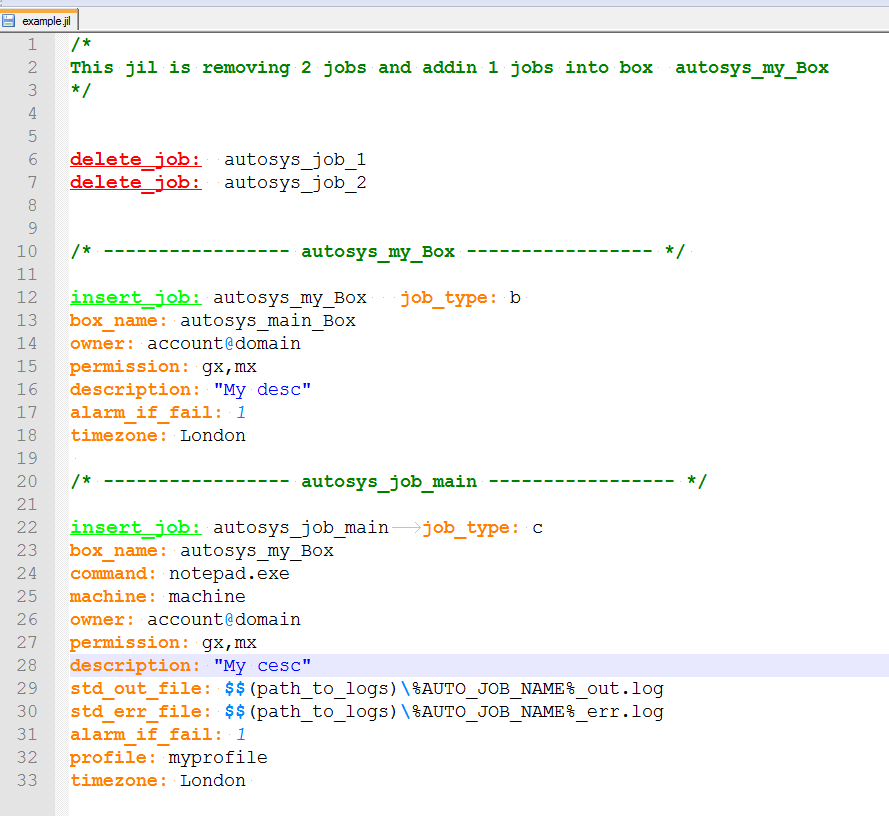 example.jil
1 /*
2 This jil is removing 2 jobs and addin 1 jobs into box  autosys_my_Box
3 */
4
5
6 delete_job:  autosys_job_1
7 delete_job:  autosys_job_2
8
9
10 /* ----------------- autosys_my_Box ----------------- */
11
12 insert_job: autosys_my_Box   job_type: b
13 box_name: autosys_main_Box
14 owner: account@domain
15 permission: gx,mx
16 description: "My desc"
17 alarm_if_fail: 1
18 timezone: London
19
20 /* ----------------- autosys_job_main ----------------- */
21
22 insert_job: autosys_job_main	job_type: c
23 box_name: autosys_my_Box
24 command: notepad.exe
25 machine: machine
26 owner: account@domain
27 permission: gx,mx
28 description: "My cesc"
29 std_out_file: $$(path_to_logs)\%AUTO_JOB_NAME%_out.log
30 std_err_file: $$(path_to_logs)\%AUTO_JOB_NAME%_err.log
31 alarm_if_fail: 1
32 profile: myprofile
33 timezone: London